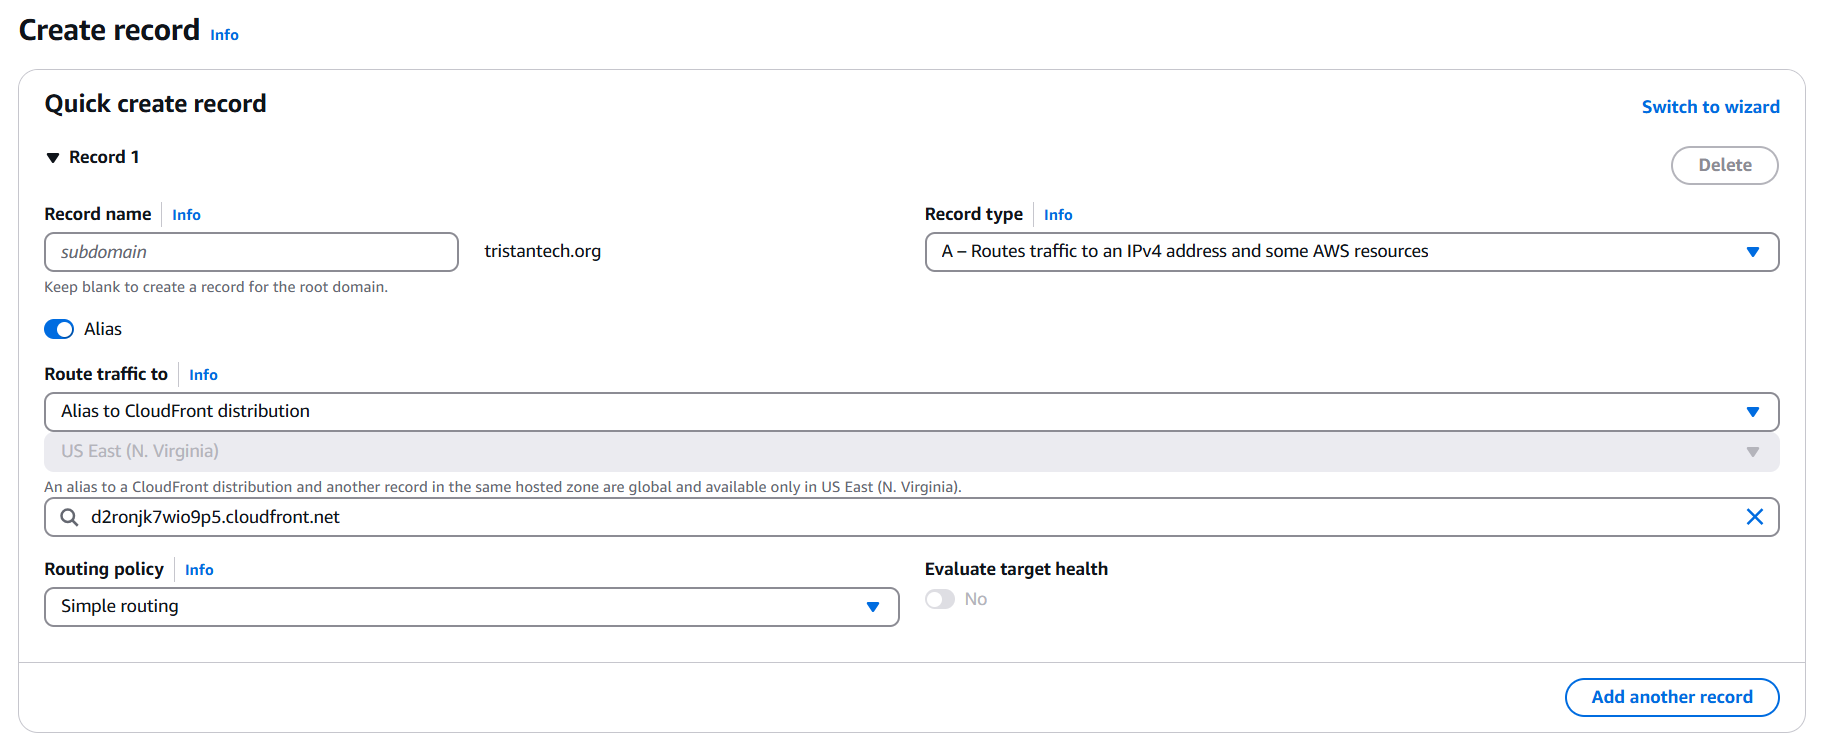 Create record Info
Quick create record
Switch to wizard
Record 1
Delete
Record name Info
Record type Info
subdomain
tristantech.org
A – Routes traffic to an IPv4 address and some AWS resources
Keep blank to create a record for the root domain.
Alias
Route traffic to Info
Alias to CloudFront distribution
US East (N. Virginia)
An alias to a CloudFront distribution and another record in the same hosted zone are global and available only in US East (N. Virginia).
d2ronjk7wio9p5.cloudfront.net
Routing policy Info
Evaluate target health
Simple routing
No
Add another record